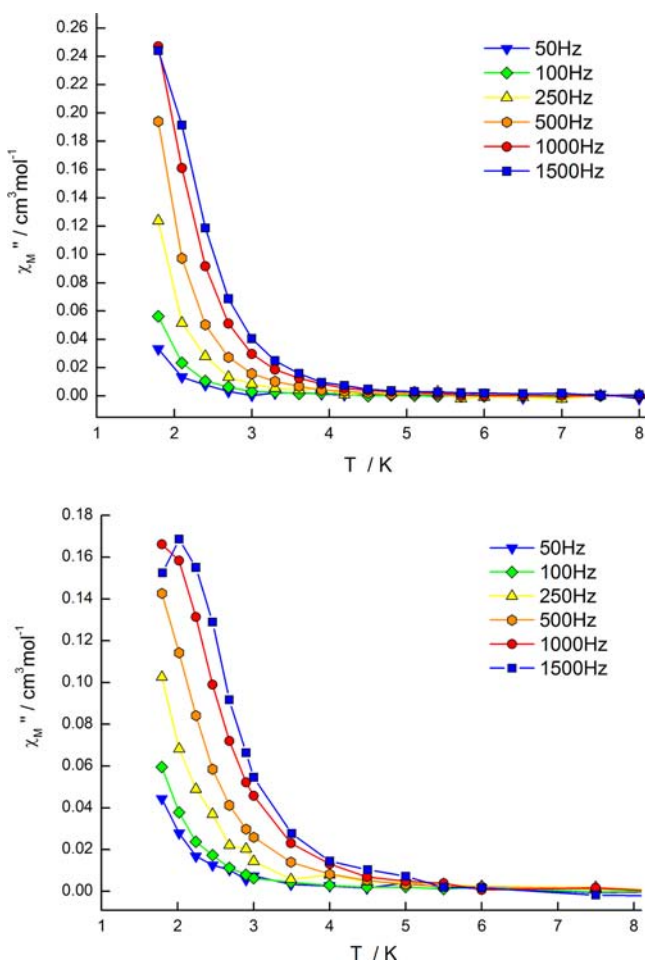 0.26
0.24
0.22
0.20
0.18
0.16
0.14
0.12
0.10
0.08
0.06
0.04
0.02
0.00
χM'' / cm³mol⁻¹
50Hz
100Hz
250Hz
500Hz
1000Hz
1500Hz
1 2 3 4 5 6 7 8
T / K
0.18
0.16
0.14
0.12
0.10
0.08
0.06
0.04
0.02
0.00
χM'' / cm³mol⁻¹
50Hz
100Hz
250Hz
500Hz
1000Hz
1500Hz
1 2 3 4 5 6 7 8
T / K